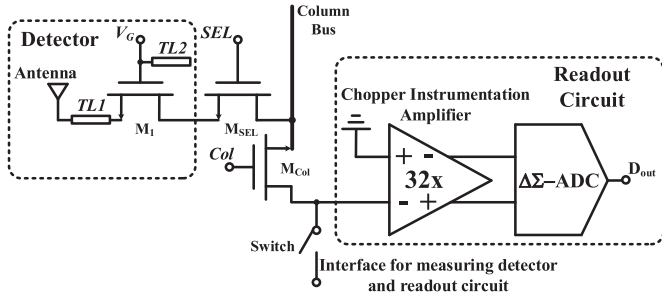 Detector
V_G
TL2
SEL
Column
Bus
Antenna
TL1
M₁
M_SEL
Col
M_Col
Switch
Interface for measuring detector
and readout circuit
Readout
Circuit
Chopper Instrumentation
Amplifier
+ -
32x
- +
ΔΣ-ADC
D_out